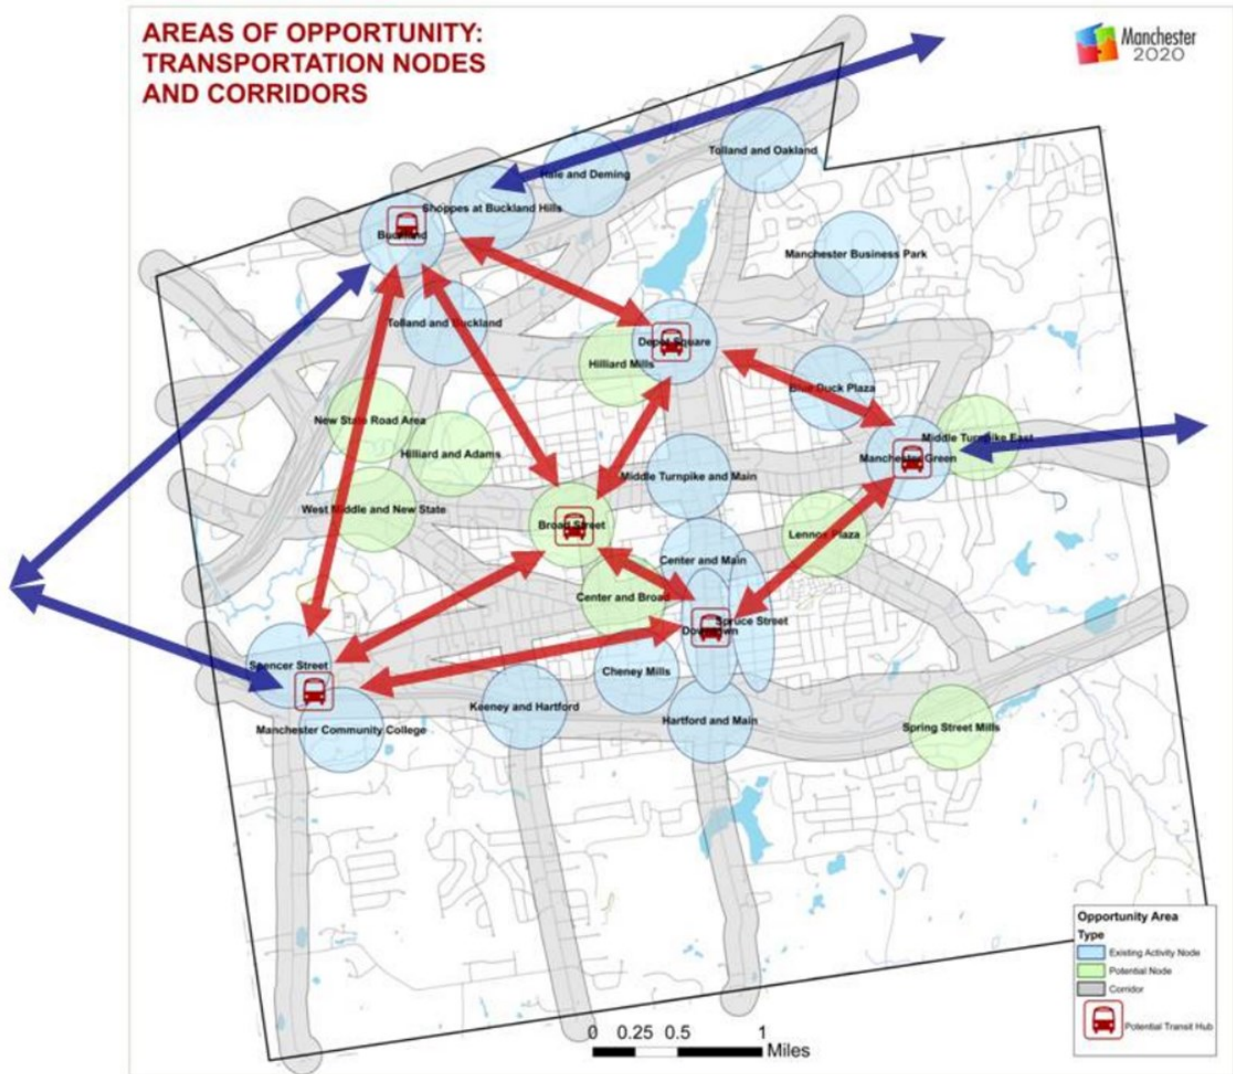 AREAS OF OPPORTUNITY:
TRANSPORTATION NODES
AND CORRIDORS
Manchester
2020
Tolland and Oakland
Hale and Deming
Shoppes at Buckland Hills
Buckland
Manchester Business Park
Tolland and Buckland
Depot Square
Hilliard Mills
Blue Duck Plaza
New State Road Area
Hilliard and Adams
Middle Turnpike East
Manchester Green
Middle Turnpike and Main
West Middle and New State
Broad Street
Lennox Plaza
Center and Main
Center and Broad
Spruce Street
Downtown
Spencer Street
Cheney Mills
Keeney and Hartford
Hartford and Main
Manchester Community College
Spring Street Mills
Opportunity Area
Type
Existing Activity Node
Potential Node
Corridor
Potential Transit Hub
0 0.25 0.5 1
Miles